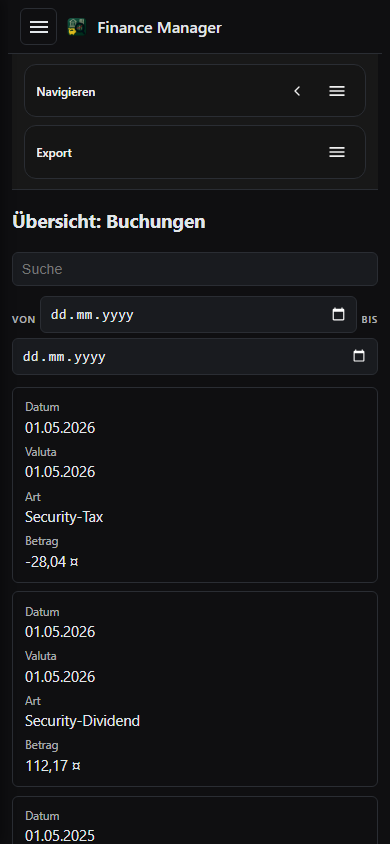 Finance Manager
Navigieren
Export
Übersicht: Buchungen
Suche
VON dd.mm.yyyy BIS
dd.mm.yyyy
Datum
01.05.2026
Valuta
01.05.2026
Art
Security-Tax
Betrag
-28,04 ¤
Datum
01.05.2026
Valuta
01.05.2026
Art
Security-Dividend
Betrag
112,17 ¤
Datum
01.05.2025